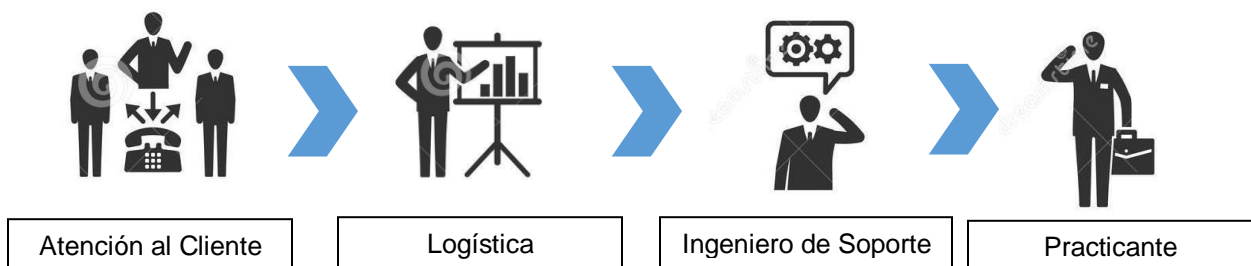 Atención al Cliente
Logística
Ingeniero de Soporte
Practicante